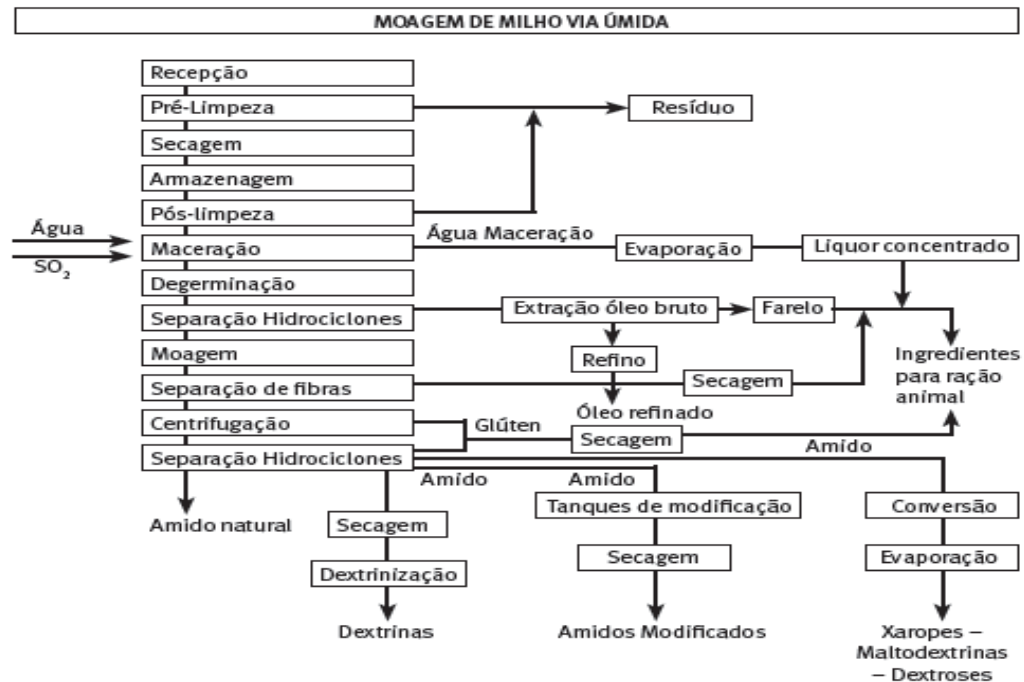 MOAGEM DE MILHO VIA ÚMIDA
Recepção
Pré-Limpeza
Resíduo
Secagem
Armazenagem
Pós-limpeza
Água
SO₂
Maceração
Água Maceração
Evaporação
Liquor concentrado
Degerminação
Separação Hidrociclones
Extração óleo bruto
Farelo
Moagem
Refino
Ingredientes
para ração
animal
Separação de fibras
Secagem
Óleo refinado
Centrifugação
Glúten
Secagem
Separação Hidrociclones
Amido
Amido
Amido
Amido natural
Secagem
Tanques de modificação
Conversão
Dextrinização
Secagem
Evaporação
Dextrinas
Amidos Modificados
Xaropes –
Maltodextrinas
– Dextroses